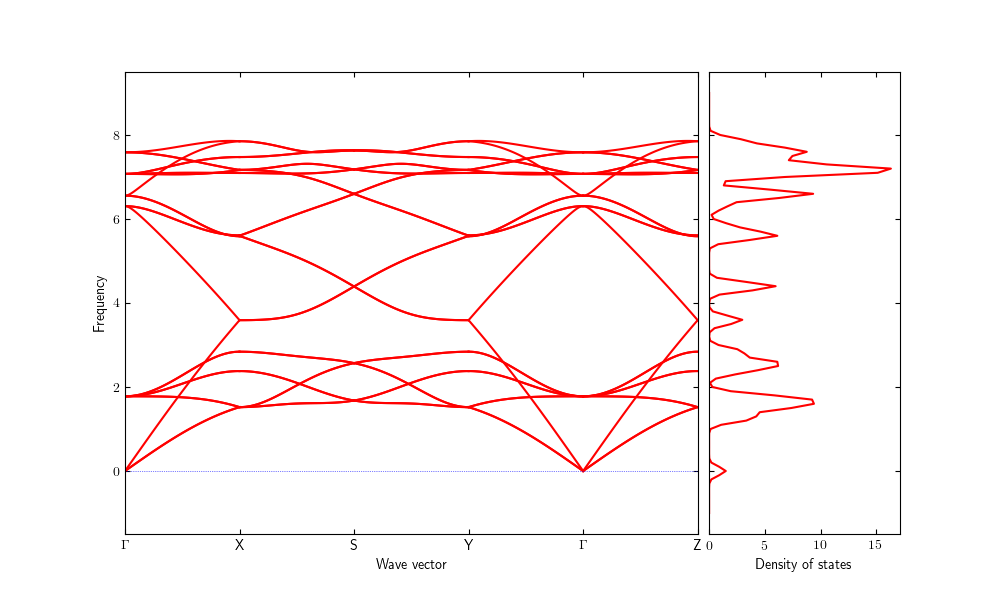 Frequency
8
6
4
2
0
Γ X S Y Γ Z
Wave vector
0 5 10 15
Density of states